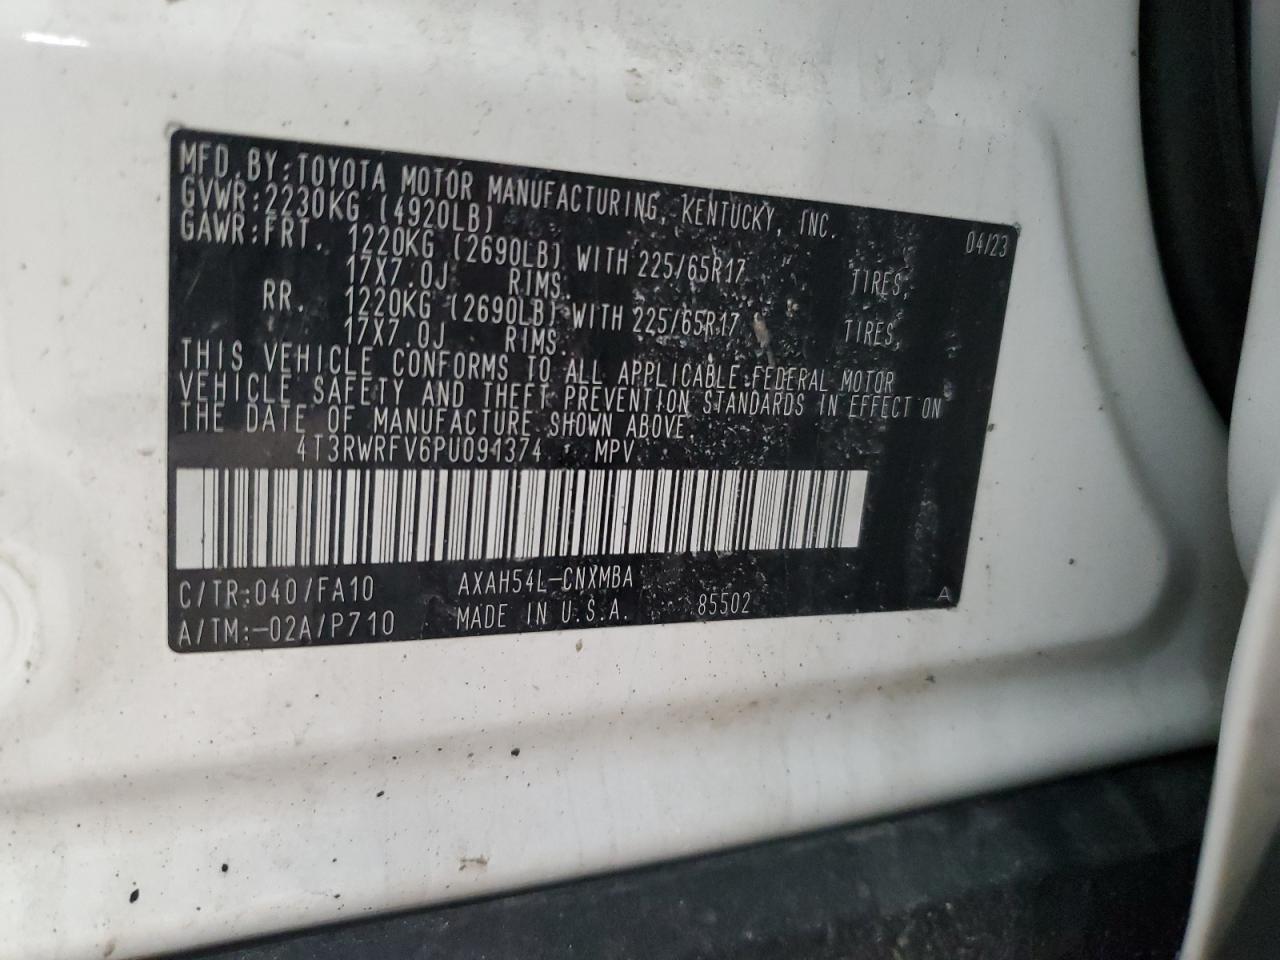 MFD. BY: TOYOTA MOTOR MANUFACTURING, KENTUCKY, INC. 04/23
GVWR: 2230KG (4920LB)
GAWR: FRT. 1220KG (2690LB) WITH 225/65R17 TIRES,
17X7.0J RIMS.
RR. 1220KG (2690LB) WITH 225/65R17 TIRES,
17X7.0J RIMS.
THIS VEHICLE CONFORMS TO ALL APPLICABLE FEDERAL MOTOR
VEHICLE SAFETY AND THEFT PREVENTION STANDARDS IN EFFECT ON
THE DATE OF MANUFACTURE SHOWN ABOVE.
4T3RWRFV6PU091374 MPV
C/TR:040/FA10 AXAH54L-CNXMBA
A/TM:-02A/P710 MADE IN U.S.A. 85502 A